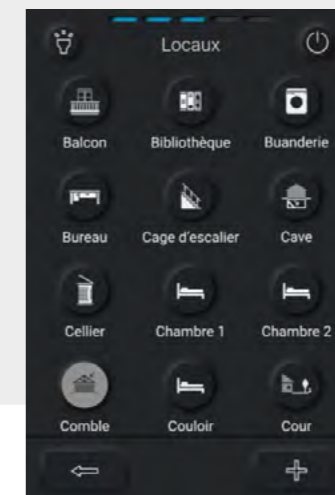 Locaux
Balcon Bibliothèque Buanderie
Bureau Cage d'escalier Cave
Cellier Chambre 1 Chambre 2
Comble Couloir Cour